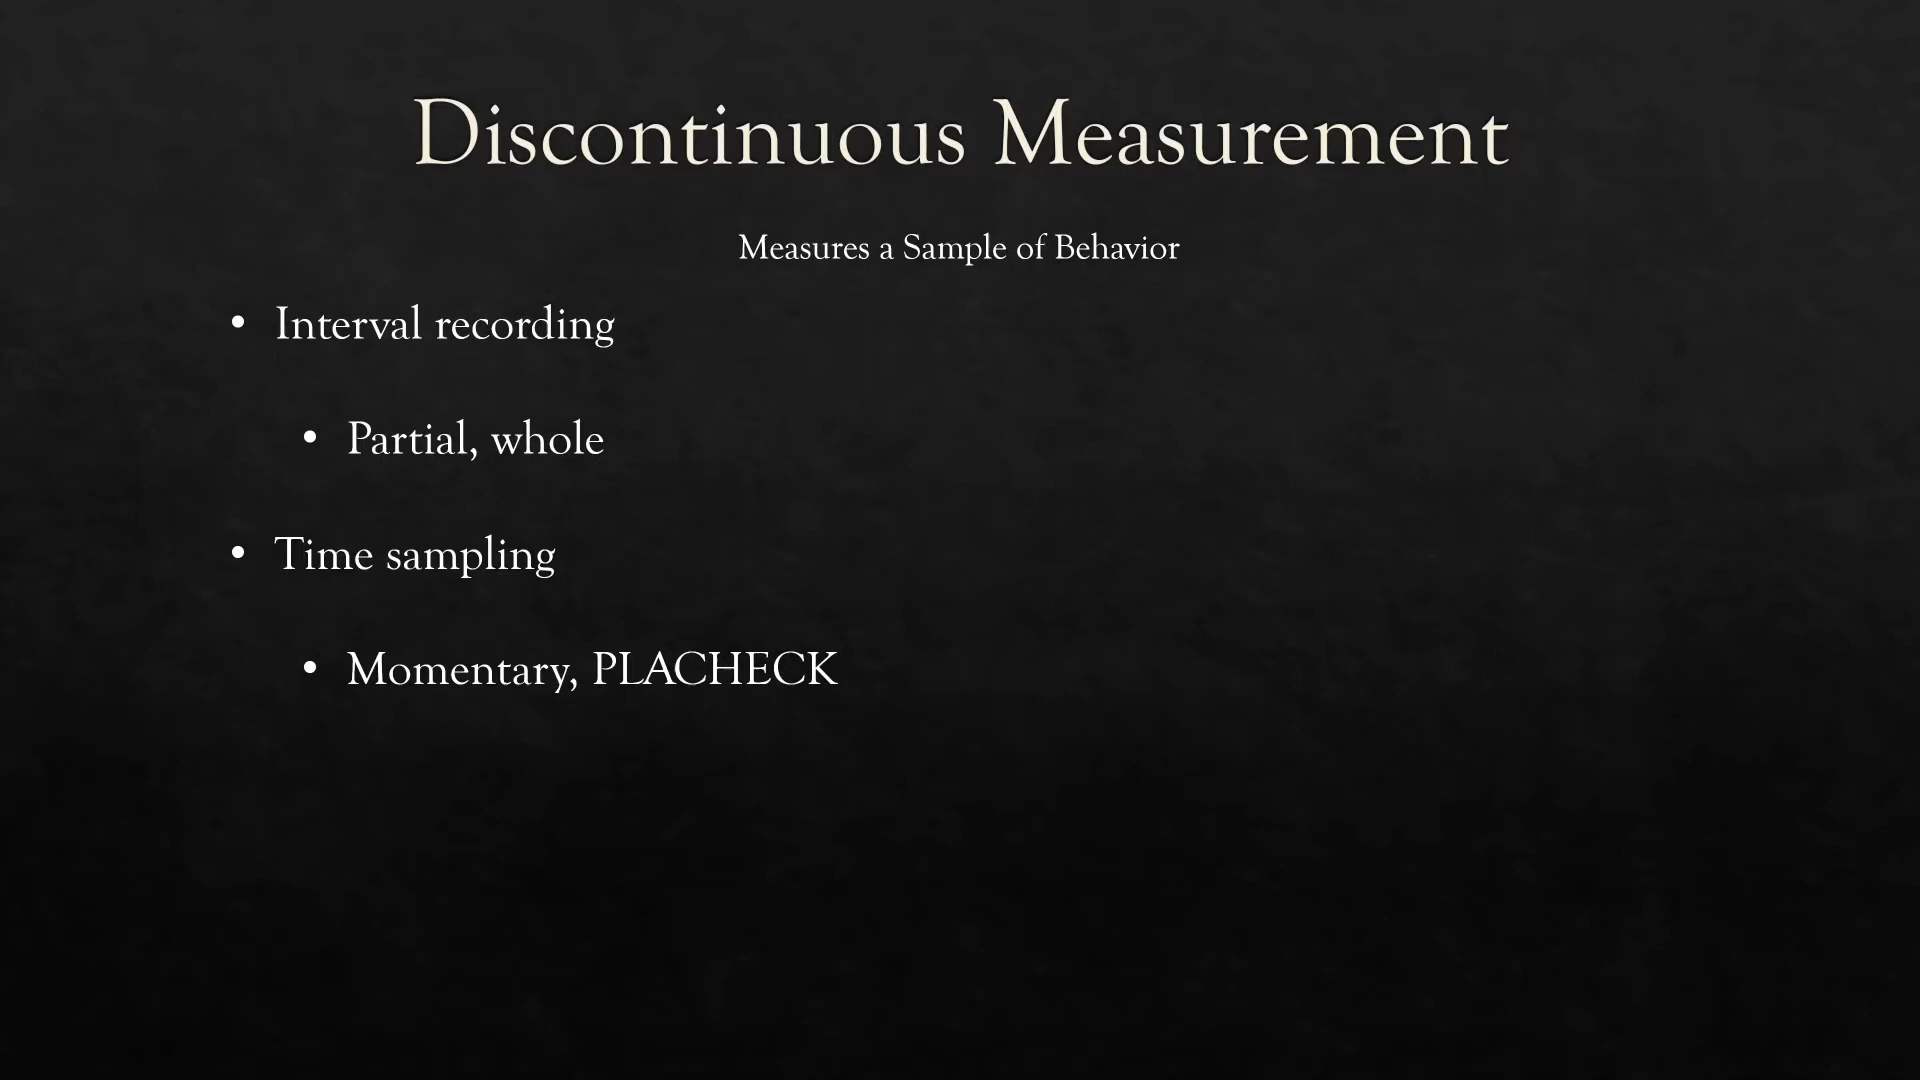 Discontinuous Measurement
Measures a Sample of Behavior
• Interval recording
• Partial, whole
• Time sampling
• Momentary, PLACHECK